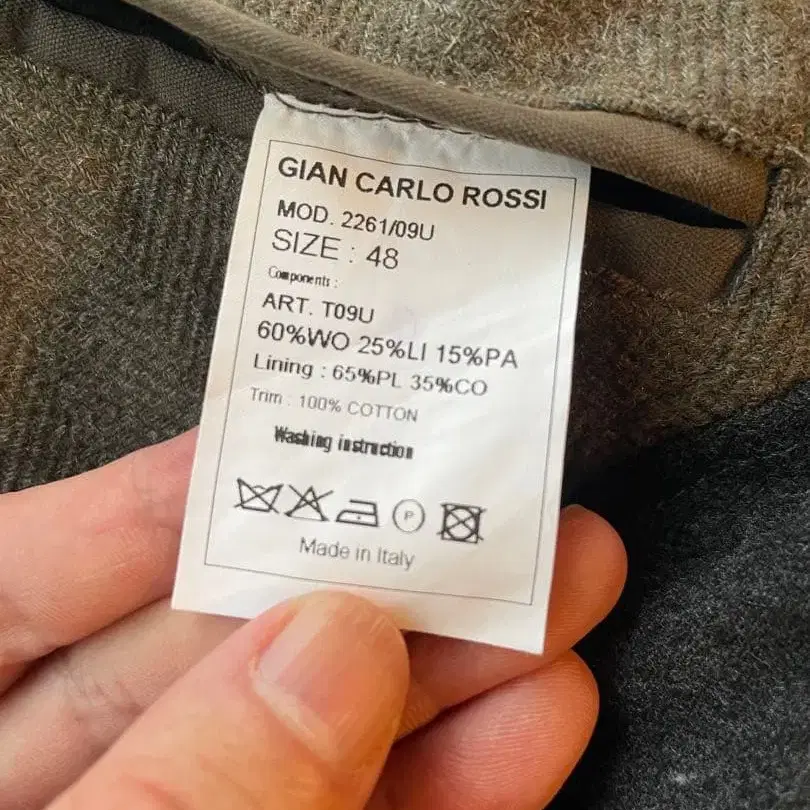 GIAN CARLO ROSSI
MOD. 2261/09U
SIZE : 48
Components :
ART. T09U
60%WO 25%LI 15%PA
Lining : 65%PL 35%CO
Trim : 100% COTTON
Washing instruction
P
Made in Italy